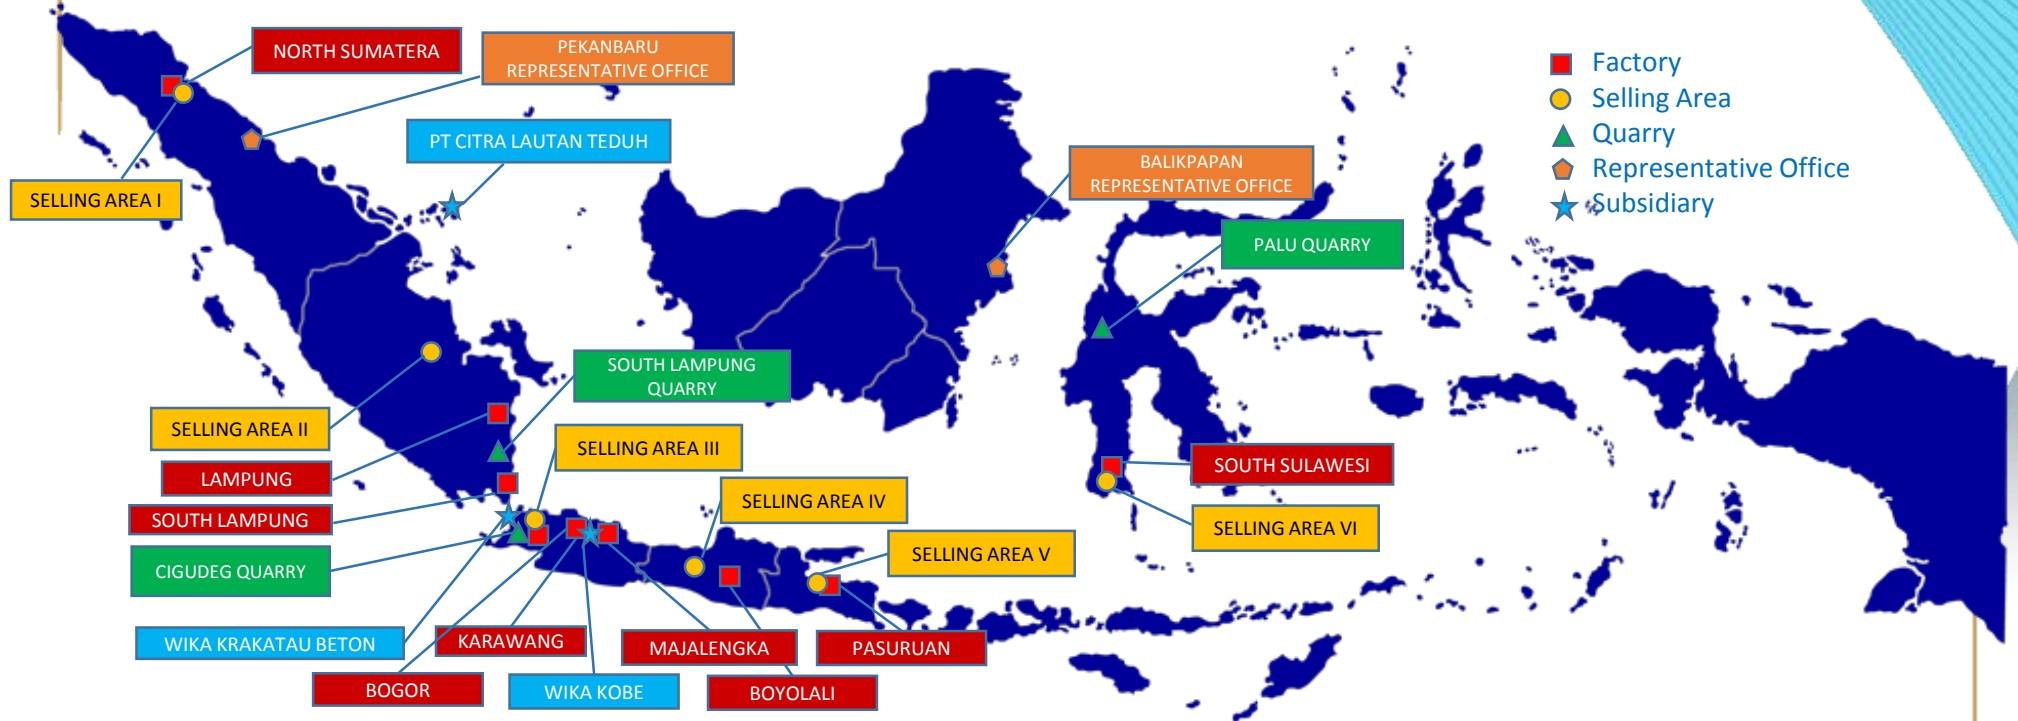 NORTH SUMATERA
PEKANBARU
REPRESENTATIVE OFFICE
PT CITRA LAUTAN TEDUH
SELLING AREA I
BALIKPAPAN
REPRESENTATIVE OFFICE
PALU QUARRY
Factory
Selling Area
Quarry
Representative Office
Subsidiary
SOUTH LAMPUNG
QUARRY
SELLING AREA II
SELLING AREA III
LAMPUNG
SOUTH SULAWESI
SELLING AREA IV
SOUTH LAMPUNG
SELLING AREA VI
SELLING AREA V
CIGUDEG QUARRY
WIKA KRAKATAU BETON
KARAWANG
MAJALENGKA
PASURUAN
BOGOR
WIKA KOBE
BOYOLALI